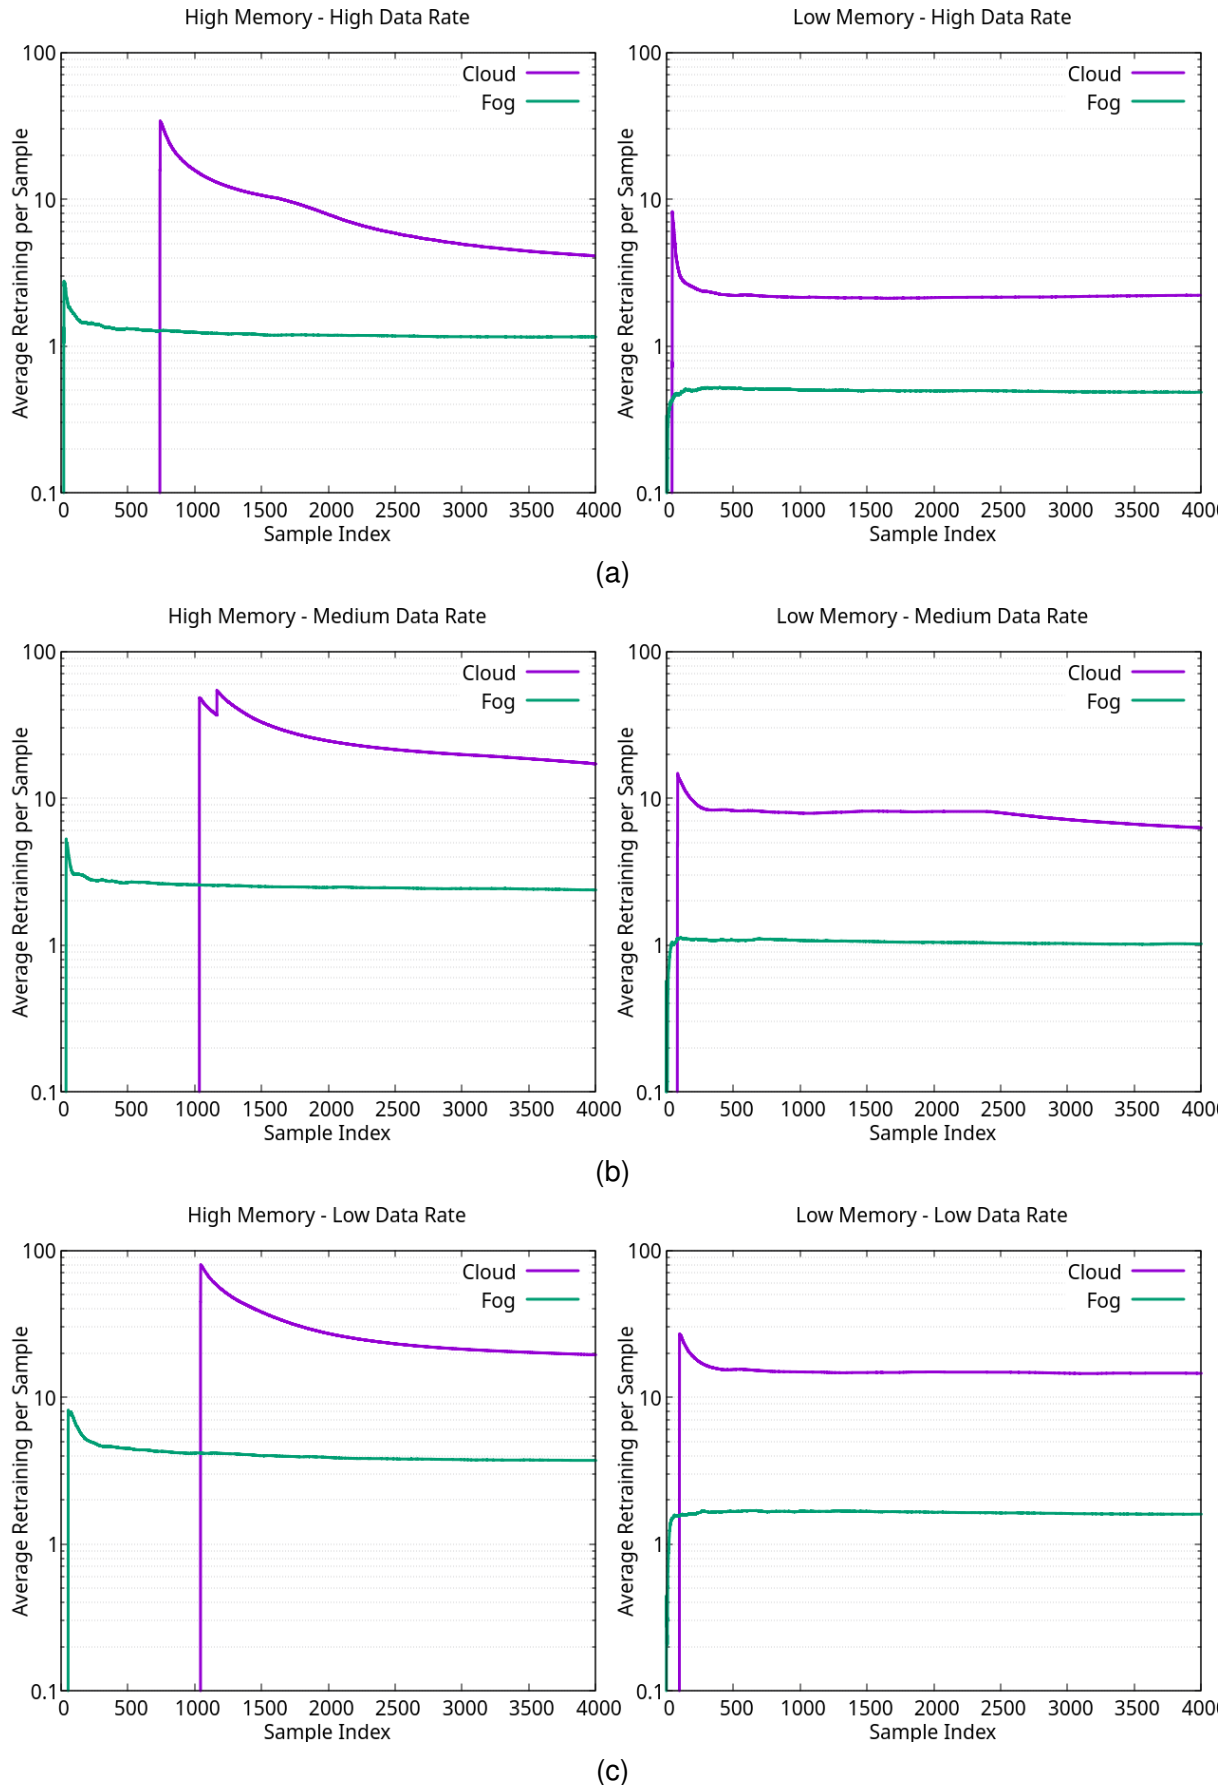 High Memory - High Data Rate
Average Retraining per Sample
100
10
1
0.1
Cloud
Fog
0 500 1000 1500 2000 2500 3000 3500 4000
Sample Index
Low Memory - High Data Rate
Average Retraining per Sample
100
10
1
0.1
Cloud
Fog
0 500 1000 1500 2000 2500 3000 3500 400
Sample Index
(a)
High Memory - Medium Data Rate
Average Retraining per Sample
100
10
1
0.1
Cloud
Fog
0 500 1000 1500 2000 2500 3000 3500 4000
Sample Index
Low Memory - Medium Data Rate
Average Retraining per Sample
100
10
1
0.1
Cloud
Fog
0 500 1000 1500 2000 2500 3000 3500 400
Sample Index
(b)
High Memory - Low Data Rate
Average Retraining per Sample
100
10
1
0.1
Cloud
Fog
0 500 1000 1500 2000 2500 3000 3500 4000
Sample Index
Low Memory - Low Data Rate
Average Retraining per Sample
100
10
1
0.1
Cloud
Fog
0 500 1000 1500 2000 2500 3000 3500 400
Sample Index
(c)